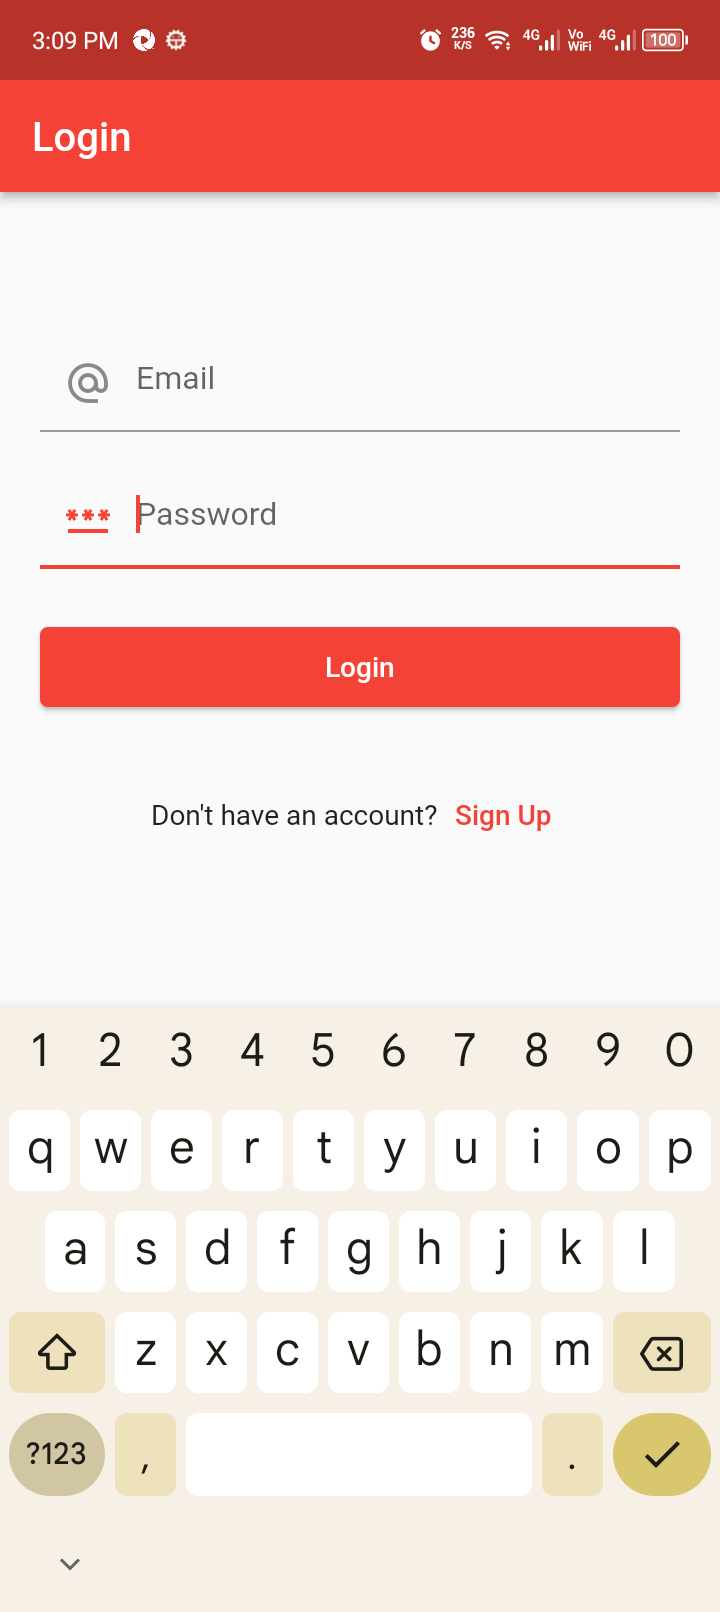 3:09 PM 236 K/S 4G Vo WiFi 4G 100
Login
Email
Password
Login
Don't have an account? Sign Up
1 2 3 4 5 6 7 8 9 0
q w e r t y u i o p
a s d f g h j k l
z x c v b n m
?123 , .